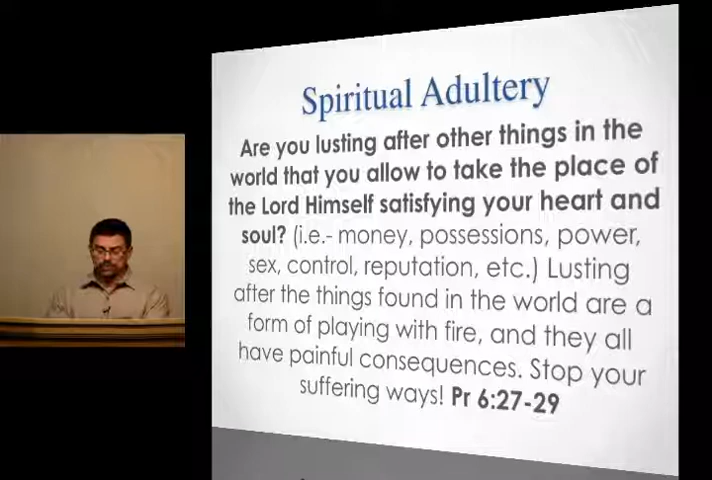 Spiritual Adultery
Are you lusting after other things in the
world that you allow to take the place of
the Lord Himself satisfying your heart and
soul? (i.e.- money, possessions, power,
sex, control, reputation, etc.) Lusting
after the things found in the world are a
form of playing with fire, and they all
have painful consequences. Stop your
suffering ways! Pr 6:27-29